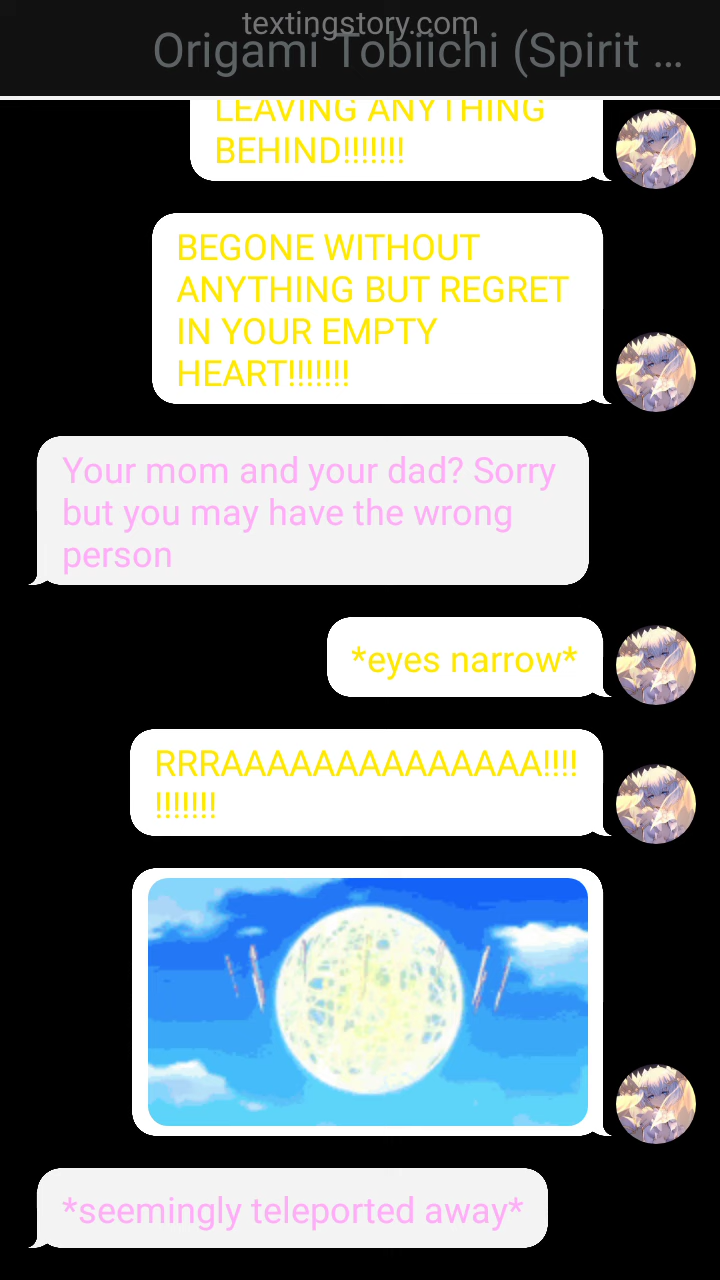 textingstory.com
Origami Tobiichi (Spirit ...
LEAVING ANYTHING
BEHIND!!!!!!!
BEGONE WITHOUT
ANYTHING BUT REGRET
IN YOUR EMPTY
HEART!!!!!!!
Your mom and your dad? Sorry
but you may have the wrong
person
*eyes narrow*
RRRAAAAAAAAAAAAAA!!!!
!!!!!!!
*seemingly teleported away*